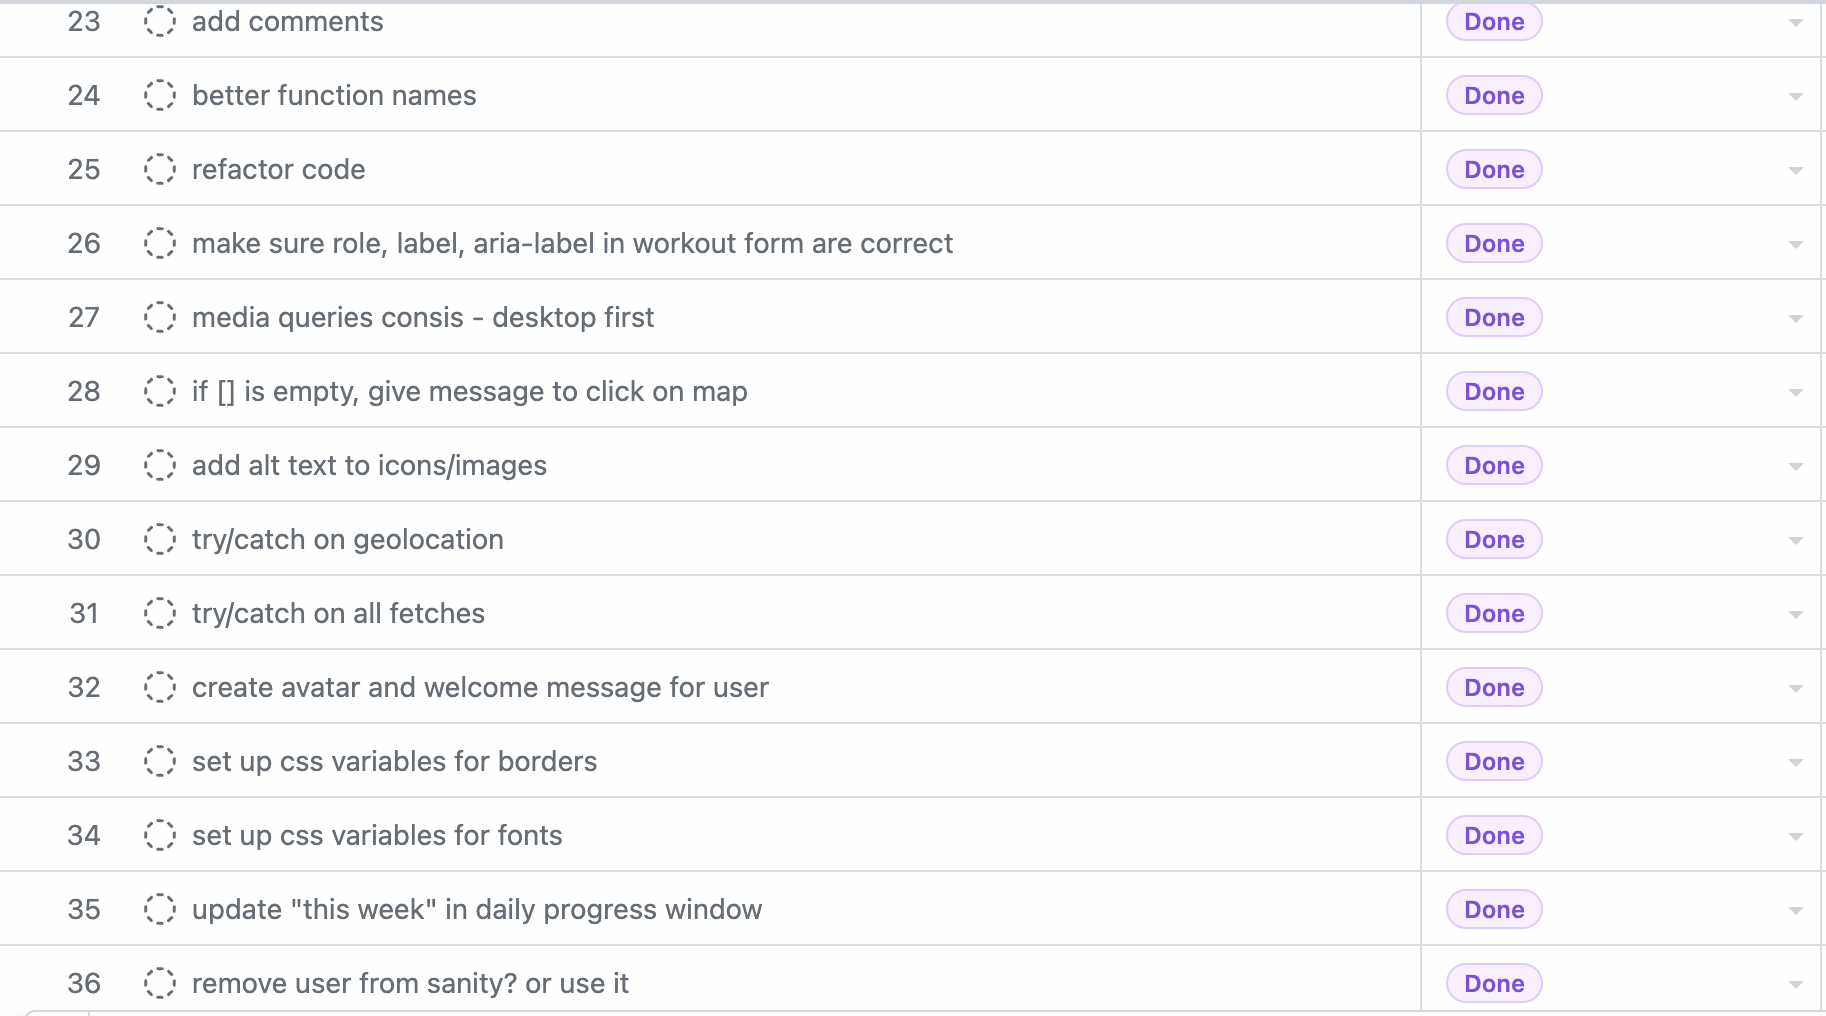 23 add comments Done
24 better function names Done
25 refactor code Done
26 make sure role, label, aria-label in workout form are correct Done
27 media queries consis - desktop first Done
28 if [] is empty, give message to click on map Done
29 add alt text to icons/images Done
30 try/catch on geolocation Done
31 try/catch on all fetches Done
32 create avatar and welcome message for user Done
33 set up css variables for borders Done
34 set up css variables for fonts Done
35 update "this week" in daily progress window Done
36 remove user from sanity? or use it Done